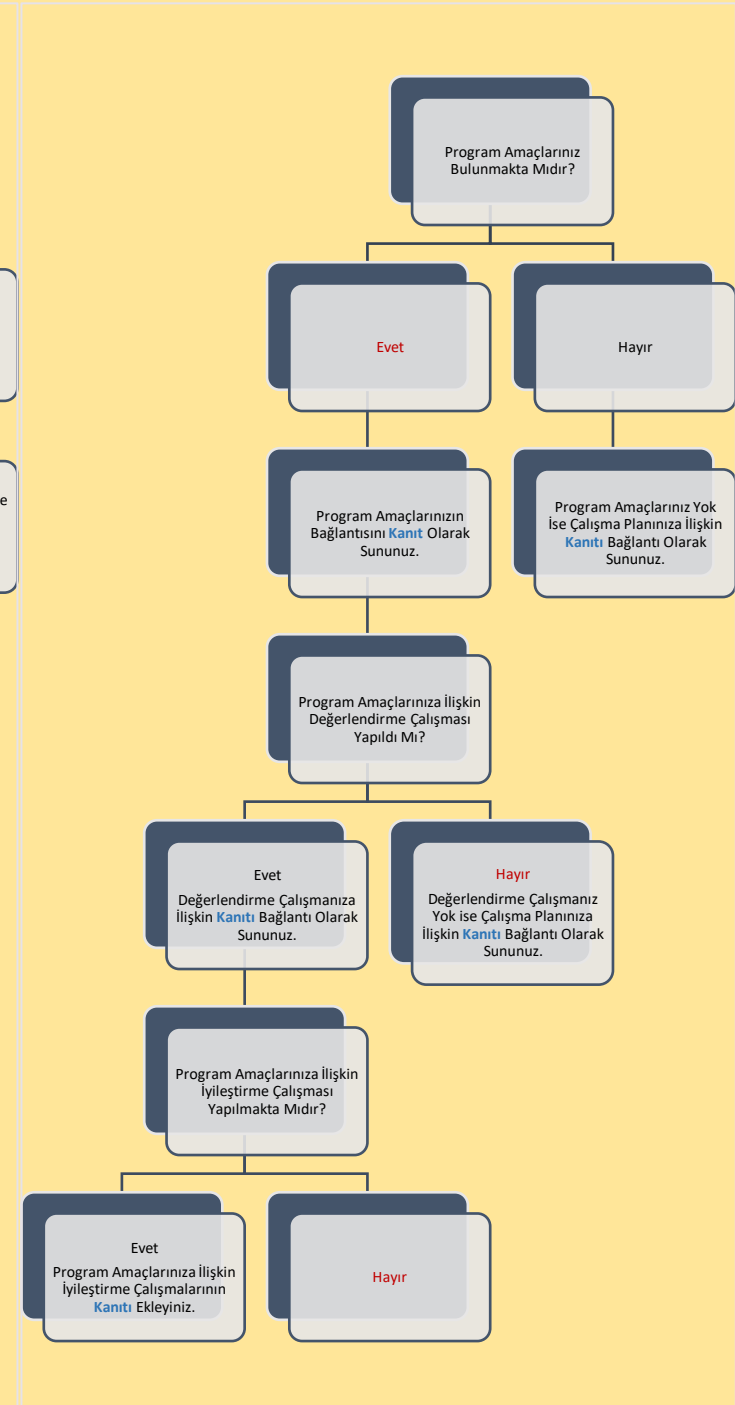 Program Amaçlarınız
Bulunmakta Mıdır?
Evet
Hayır
e
Program Amaçlarınızın
Bağlantısını Kanıt Olarak
Sununuz.
Program Amaçlarınız Yok
İse Çalışma Planınıza İlişkin
Kanıtı Bağlantı Olarak
Sununuz.
Program Amaçlarınıza İlişkin
Değerlendirme Çalışması
Yapıldı Mı?
Evet
Değerlendirme Çalışmanıza
İlişkin Kanıtı Bağlantı Olarak
Sununuz.
Hayır
Değerlendirme Çalışmanız
Yok ise Çalışma Planınıza
İlişkin Kanıtı Bağlantı Olarak
Sununuz.
Program Amaçlarınıza İlişkin
İyileştirme Çalışması
Yapılmakta Mıdır?
Evet
Program Amaçlarınıza İlişkin
İyileştirme Çalışmalarının
Kanıtı Ekleyiniz.
Hayır